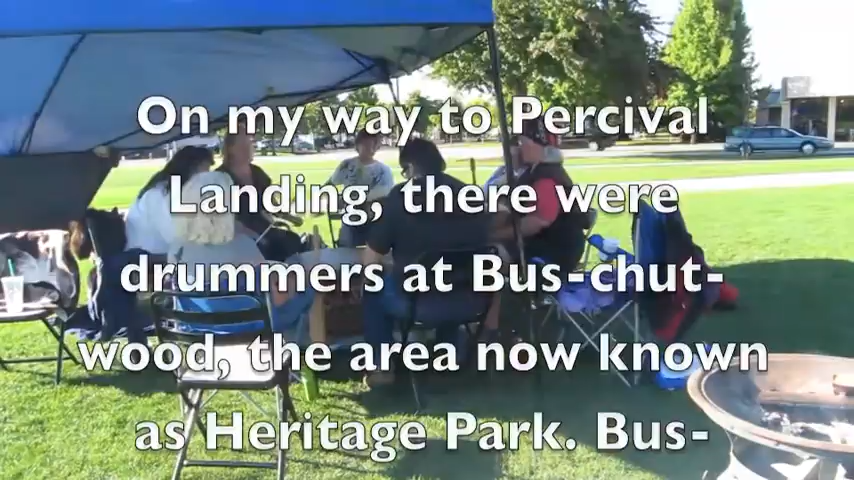 On my way to Percival
Landing, there were
drummers at Bus-chut-
wood, the area now known
as Heritage Park. Bus-